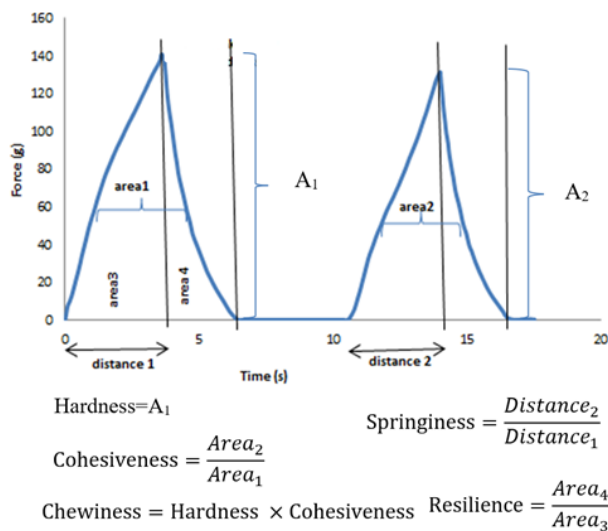 160
140
120
100
80
60
40
20
0
Force (g)
area1
area3
area 4
A1
area2
A2
0
5
10
15
20
distance 1
distance 2
Time (s)
Hardness=A1
Springiness = Distance2 / Distance1
Cohesiveness = Area2 / Area1
Chewiness = Hardness × Cohesiveness
Resilience = Area4 / Area3